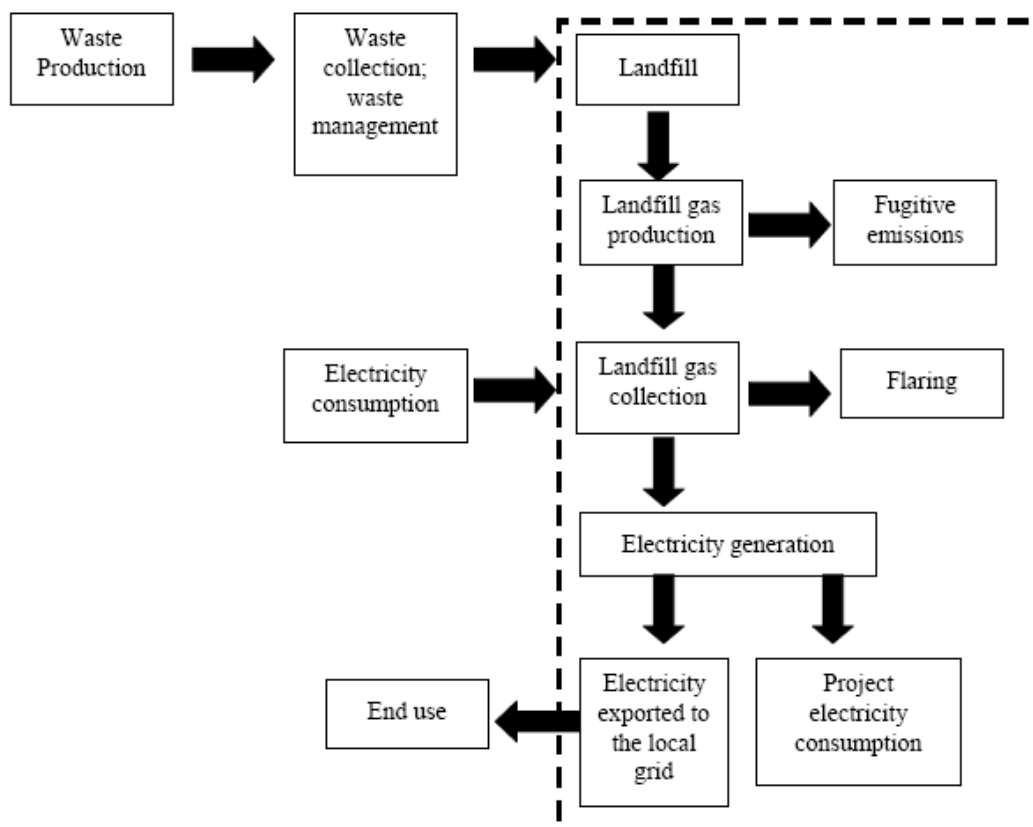 Waste
Production
Waste
collection;
waste
management
Landfill
Landfill gas
production
Fugitive
emissions
Electricity
consumption
Landfill gas
collection
Flaring
Electricity generation
End use
Electricity
exported to
the local
grid
Project
electricity
consumption